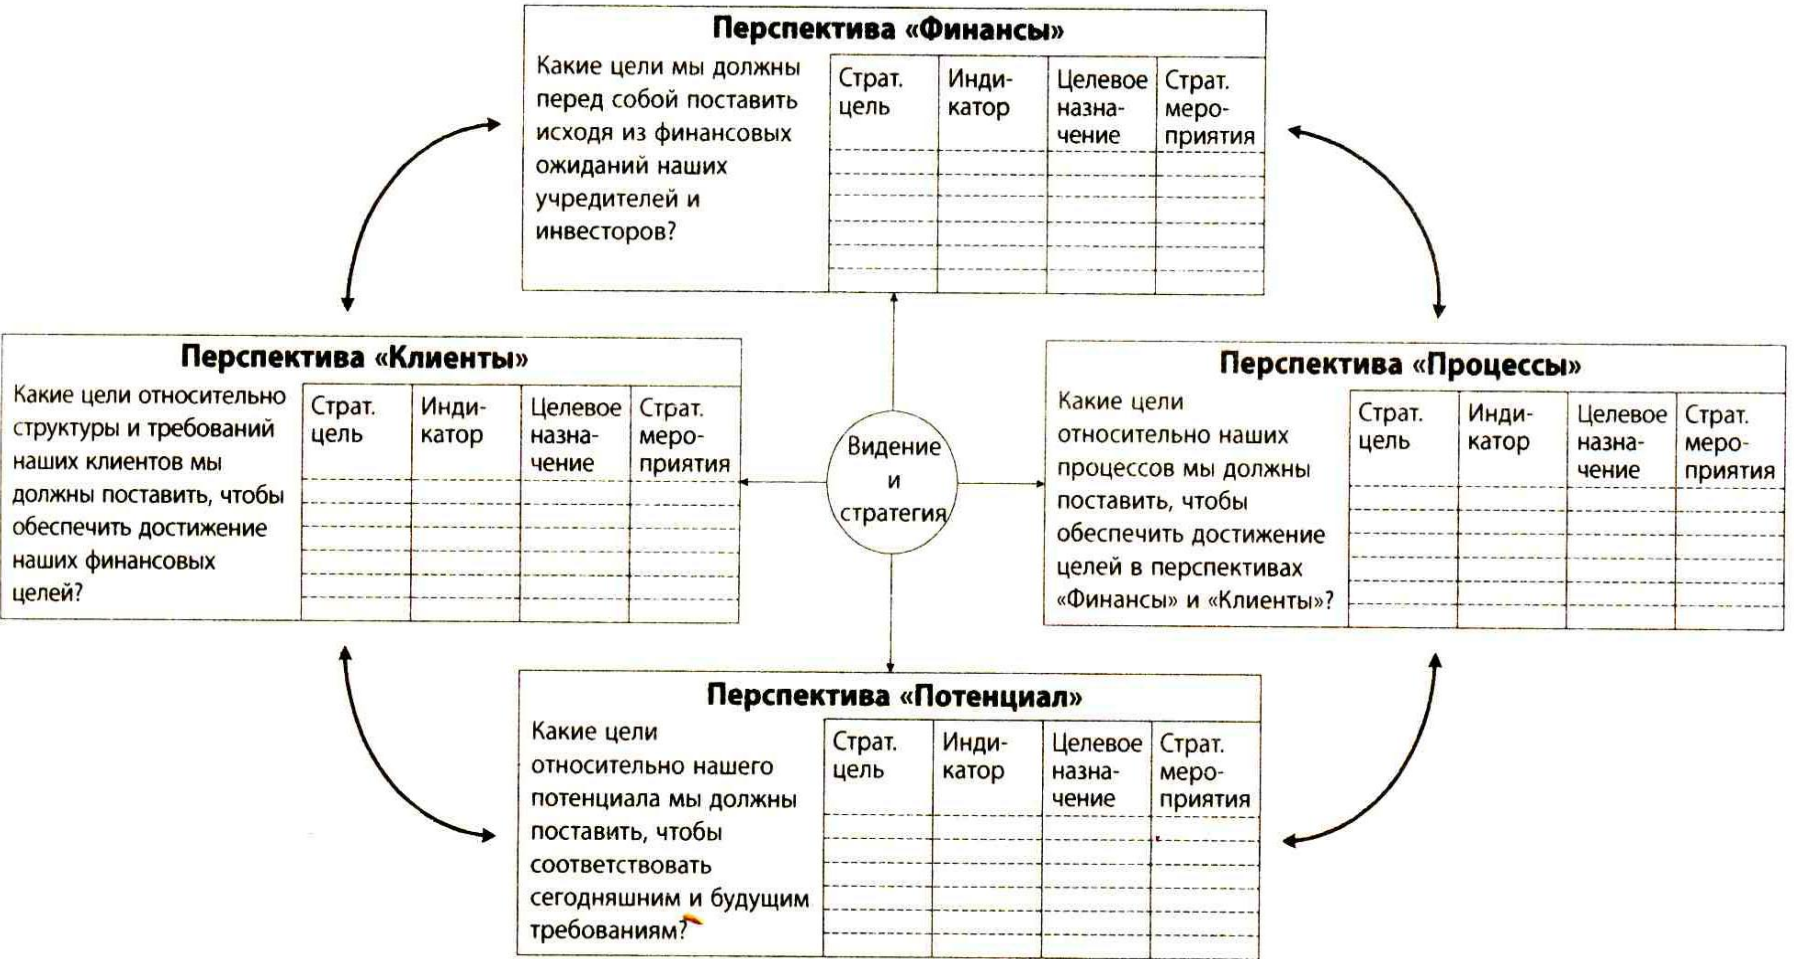 Перспектива «Финансы»
Какие цели мы должны
перед собой поставить
исходя из финансовых
ожиданий наших
учредителей и
инвесторов?
Страт.
цель
Инди-
катор
Целевое
назна-
чение
Страт.
меро-
приятия
Перспектива «Клиенты»
Какие цели относительно
структуры и требований
наших клиентов мы
должны поставить, чтобы
обеспечить достижение
наших финансовых
целей?
Страт.
цель
Инди-
катор
Целевое
назна-
чение
Страт.
меро-
приятия
Видение
и
стратегия
Перспектива «Процессы»
Какие цели
относительно наших
процессов мы должны
поставить, чтобы
обеспечить достижение
целей в перспективах
«Финансы» и «Клиенты»?
Страт.
цель
Инди-
катор
Целевое
назна-
чение
Страт.
меро-
приятия
Перспектива «Потенциал»
Какие цели
относительно нашего
потенциала мы должны
поставить, чтобы
соответствовать
сегодняшним и будущим
требованиям?
Страт.
цель
Инди-
катор
Целевое
назна-
чение
Страт.
меро-
приятия